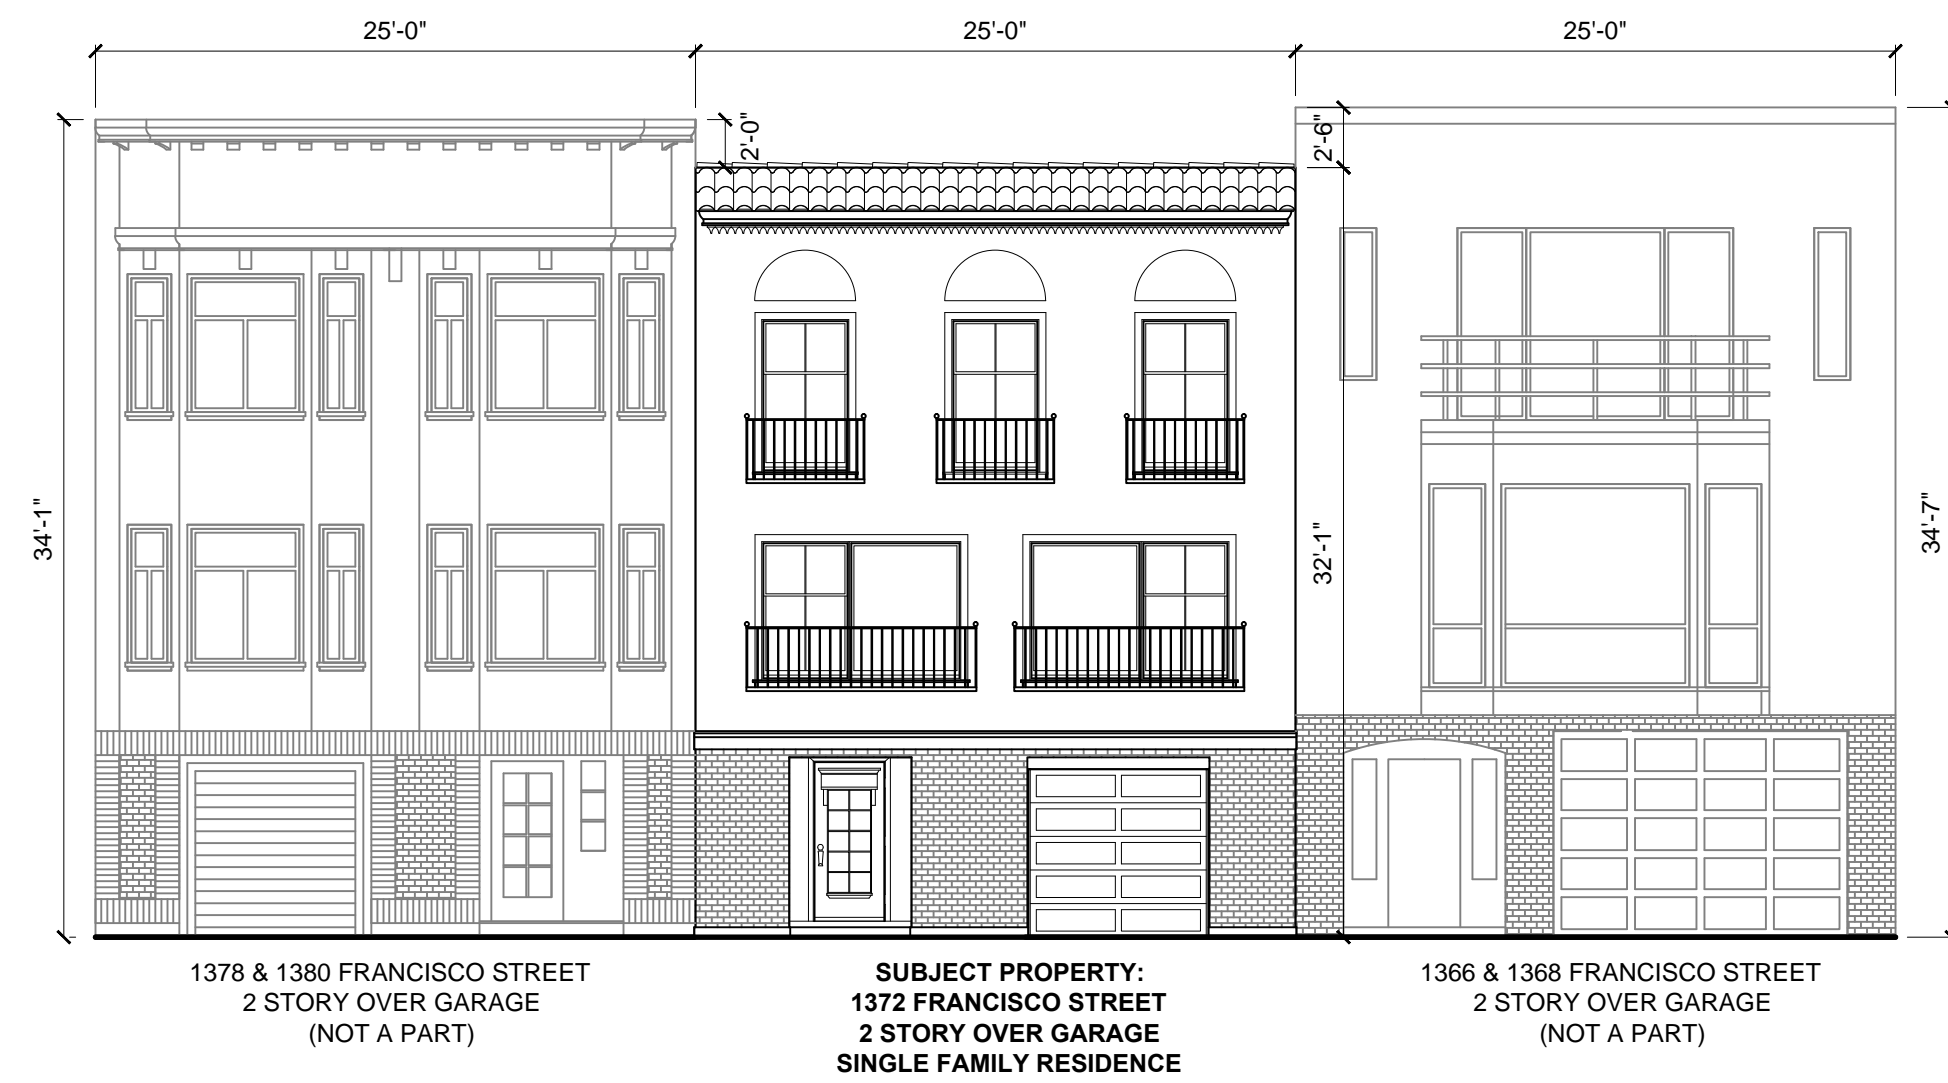 25'-0"
25'-0"
25'-0"
2'-0"
2'-6"
34'-1"
32'-1"
34'-7"
1378 & 1380 FRANCISCO STREET
2 STORY OVER GARAGE
(NOT A PART)
SUBJECT PROPERTY:
1372 FRANCISCO STREET
2 STORY OVER GARAGE
SINGLE FAMILY RESIDENCE
1366 & 1368 FRANCISCO STREET
2 STORY OVER GARAGE
(NOT A PART)